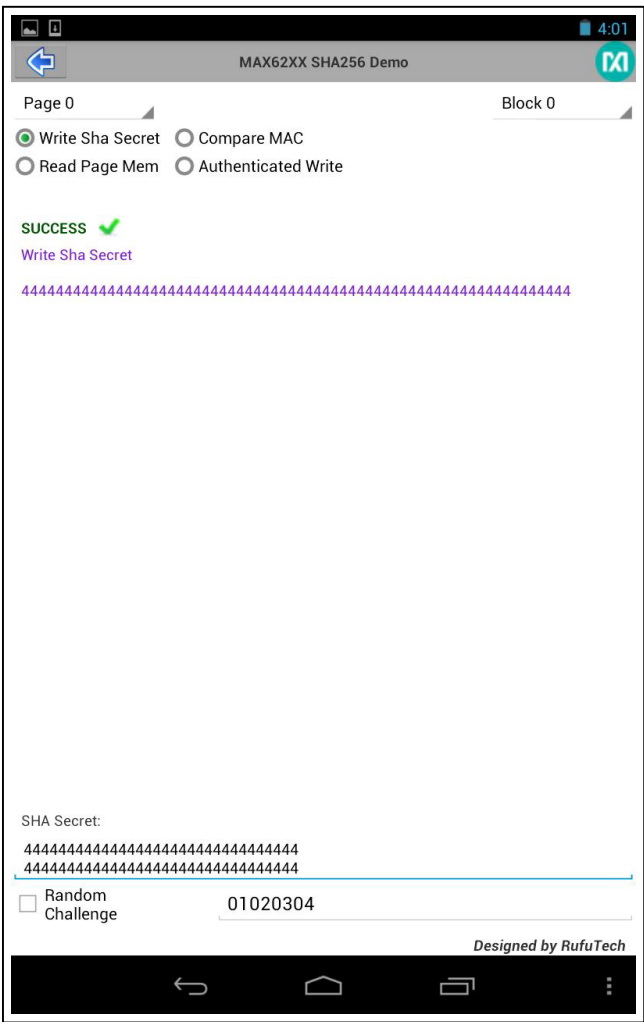 4:01
MAX62XX SHA256 Demo
Page 0 Block 0
Write Sha Secret Compare MAC
Read Page Mem Authenticated Write
SUCCESS
Write Sha Secret
4444444444444444444444444444444444444444444444444444444444444444
SHA Secret:
44444444444444444444444444444444
44444444444444444444444444444444
Random
Challenge
01020304
Designed by RufuTech